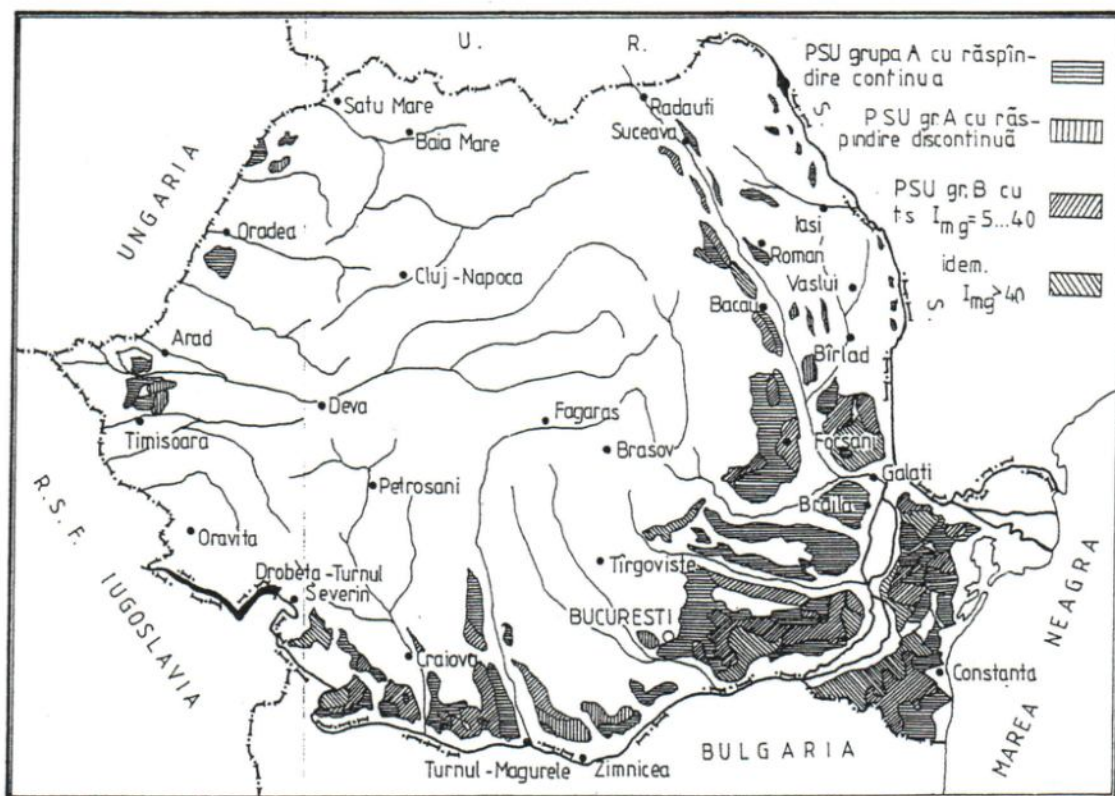 U. R. S. S.
PSU grupa A cu răspîn-
dire continua
PSU gr.A cu răs-
pindire discontinuă
PSU gr. B cu
ts I mg = 5...40
idem.
I mg > 40
UNGARIA
R.S.F. IUGOSLAVIA
BULGARIA
MAREA NEAGRA
Satu Mare
Baia Mare
Radauti
Suceava
Iasi
Oradea
Roman
Cluj-Napoca
Vaslui
Bacau
Arad
Bîrlad
Deva
Fagaras
Timisoara
Focsani
Brasov
Galati
Petrosani
Brăila
Oravita
Tîrgoviste
Drobeta-Turnul
Severin
BUCURESTI
Craiova
Constanta
Turnul-Magurele
Zimnicea